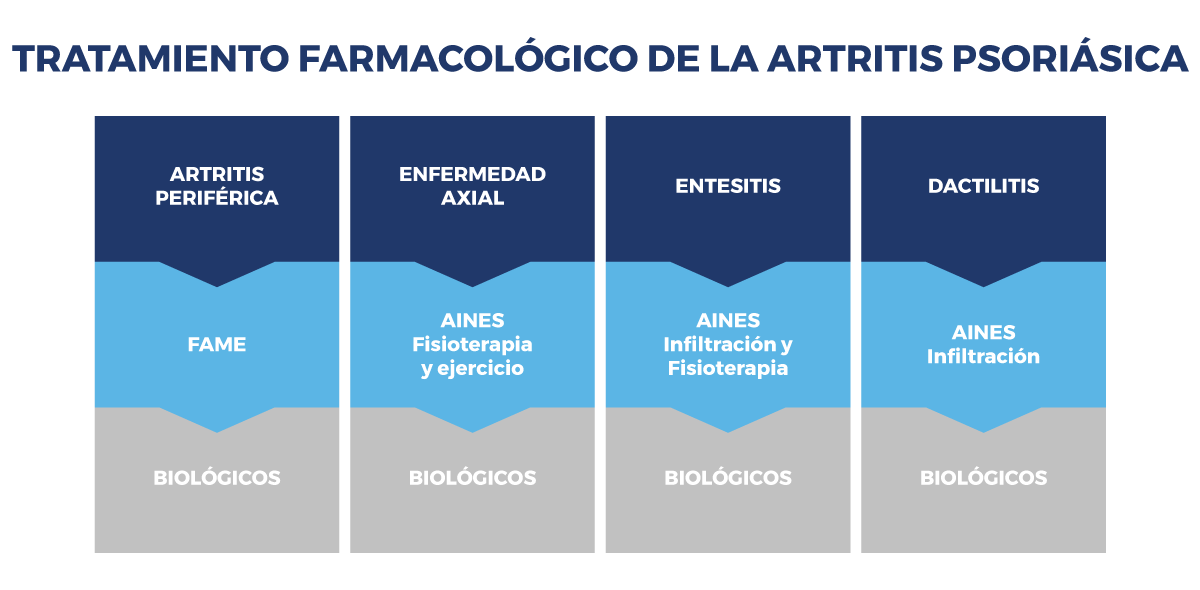 TRATAMIENTO FARMACOLÓGICO DE LA ARTRITIS PSORIÁSICA
ARTRITIS
PERIFÉRICA
FAME
BIOLÓGICOS
ENFERMEDAD
AXIAL
AINES
Fisioterapia
y ejercicio
BIOLÓGICOS
ENTESITIS
AINES
Infiltración y
Fisioterapia
BIOLÓGICOS
DACTILITIS
AINES
Infiltración
BIOLÓGICOS